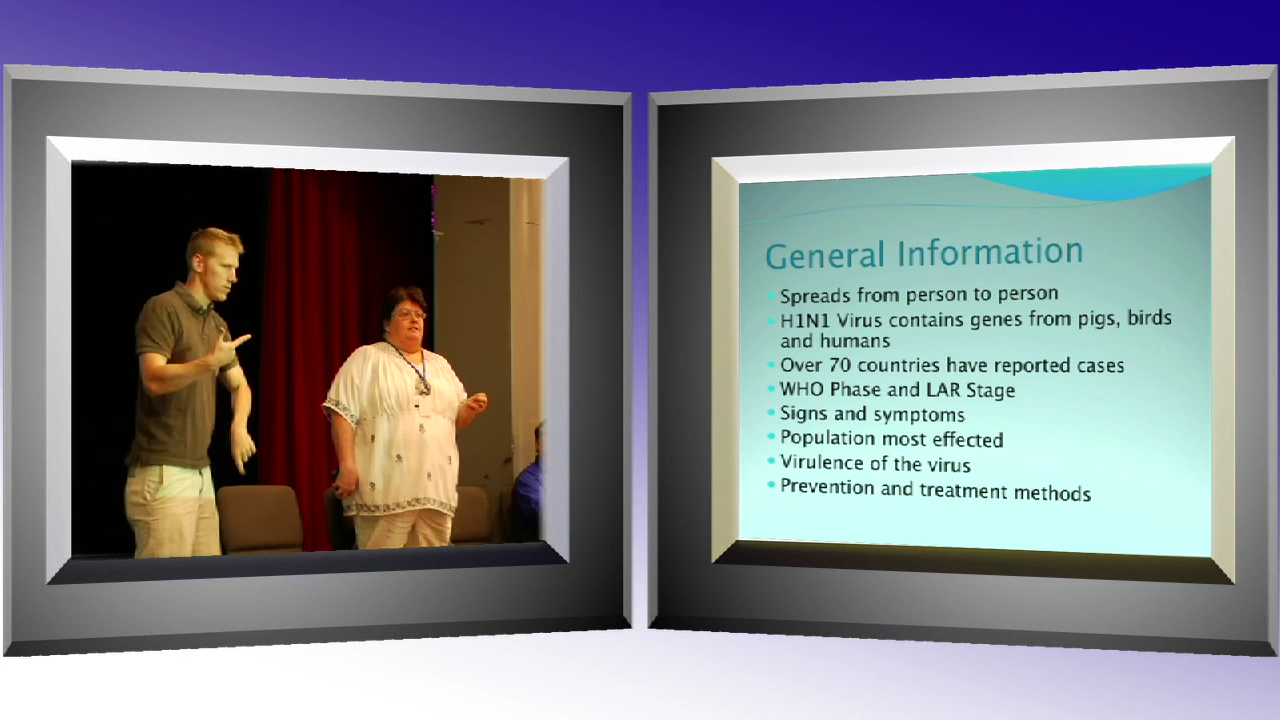 General Information
Spreads from person to person
H1N1 Virus contains genes from pigs, birds
and humans
Over 70 countries have reported cases
WHO Phase and LAR Stage
Signs and symptoms
Population most effected
Virulence of the virus
Prevention and treatment methods